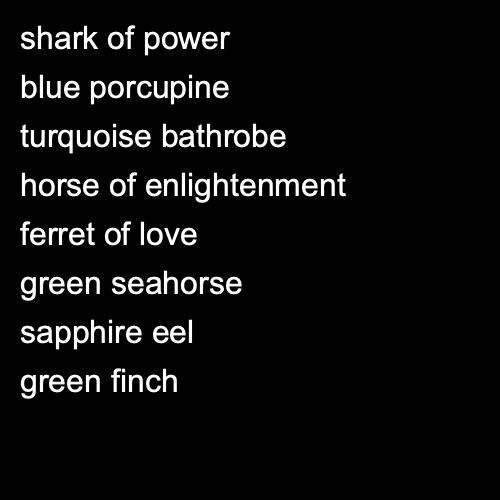 shark of power
blue porcupine
turquoise bathrobe
horse of enlightenment
ferret of love
green seahorse
sapphire eel
green finch